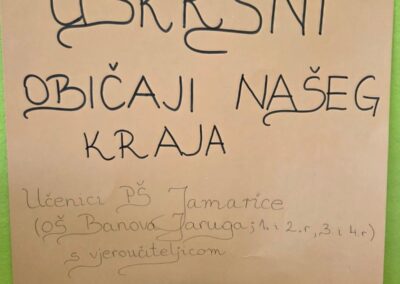 USKRSNI
OBIČAJI NAŠEG
KRAJA
Učenici PŠ Jamarice
(OŠ Banova Jaruga; 1. i 2. r, 3. i 4. r)
s vjeroučiteljicom